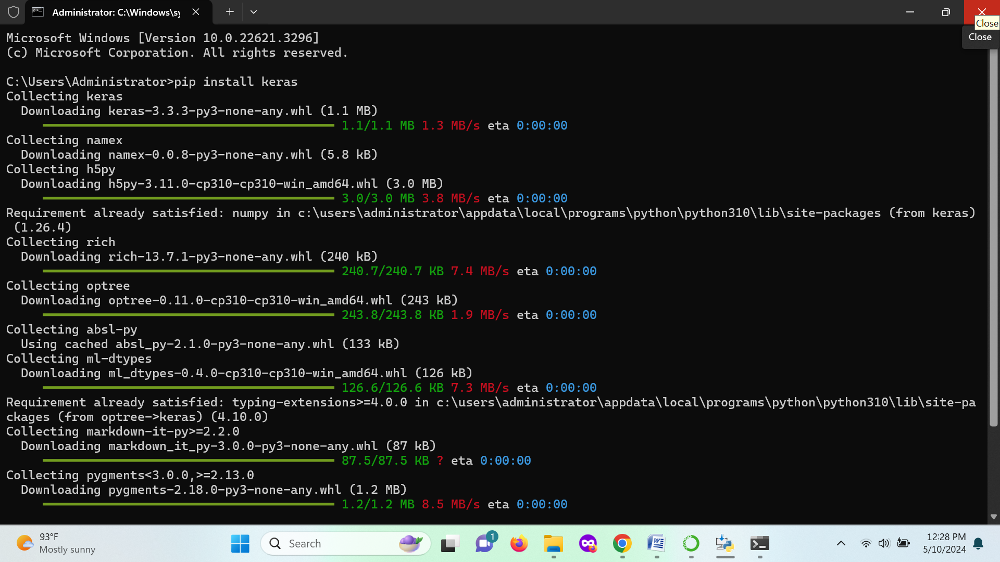 Administrator: C:\Windows\sy
Close
Close
Microsoft Windows [Version 10.0.22621.3296]
(c) Microsoft Corporation. All rights reserved.
C:\Users\Administrator>pip install keras
Collecting keras
  Downloading keras-3.3.3-py3-none-any.whl (1.1 MB)
1.1/1.1 MB 1.3 MB/s eta 0:00:00
Collecting namex
  Downloading namex-0.0.8-py3-none-any.whl (5.8 kB)
Collecting h5py
  Downloading h5py-3.11.0-cp310-cp310-win_amd64.whl (3.0 MB)
3.0/3.0 MB 3.8 MB/s eta 0:00:00
Requirement already satisfied: numpy in c:\users\administrator\appdata\local\programs\python\python310\lib\site-packages (from keras)
 (1.26.4)
Collecting rich
  Downloading rich-13.7.1-py3-none-any.whl (240 kB)
240.7/240.7 KB 7.4 MB/s eta 0:00:00
Collecting optree
  Downloading optree-0.11.0-cp310-cp310-win_amd64.whl (243 kB)
243.8/243.8 KB 1.9 MB/s eta 0:00:00
Collecting absl-py
  Using cached absl_py-2.1.0-py3-none-any.whl (133 kB)
Collecting ml-dtypes
  Downloading ml_dtypes-0.4.0-cp310-cp310-win_amd64.whl (126 kB)
126.6/126.6 KB 7.3 MB/s eta 0:00:00
Requirement already satisfied: typing-extensions>=4.0.0 in c:\users\administrator\appdata\local\programs\python\python310\lib\site-pa
ckages (from optree->keras) (4.10.0)
Collecting markdown-it-py>=2.2.0
  Downloading markdown_it_py-3.0.0-py3-none-any.whl (87 kB)
87.5/87.5 KB ? eta 0:00:00
Collecting pygments<3.0.0,>=2.13.0
  Downloading pygments-2.18.0-py3-none-any.whl (1.2 MB)
1.2/1.2 MB 8.5 MB/s eta 0:00:00
93°F
Mostly sunny
Search
1
12:28 PM
5/10/2024